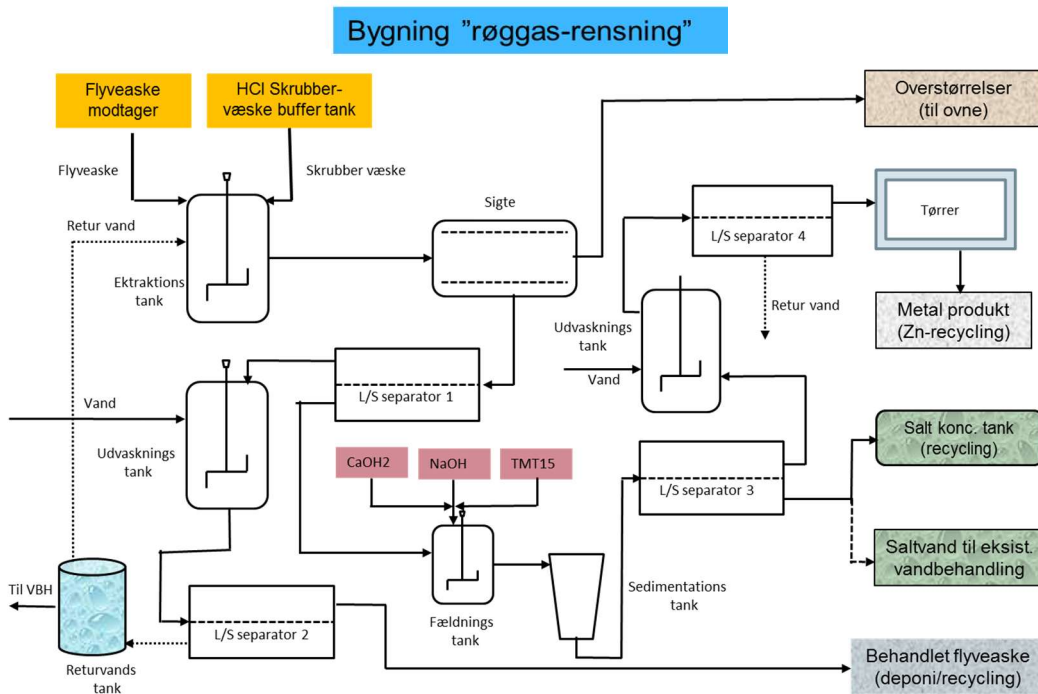 Bygning ”røggas-rensning”
Flyveaske
modtager
HCl Skrubber-
væske buffer tank
Overstørrelser
(til ovne)
Flyveaske
Skrubber væske
Sigte
Tørrer
L/S separator 4
Retur vand
Ektraktions
tank
Retur vand
Metal produkt
(Zn-recycling)
Udvasknings
tank
Vand
L/S separator 1
Vand
Udvasknings
tank
Salt konc. tank
(recycling)
CaOH2
NaOH
TMT15
L/S separator 3
Saltvand til eksist.
vandbehandling
Til VBH
Sedimentations
tank
Fældnings
tank
L/S separator 2
Returvands
tank
Behandlet flyveaske
(deponi/recycling)